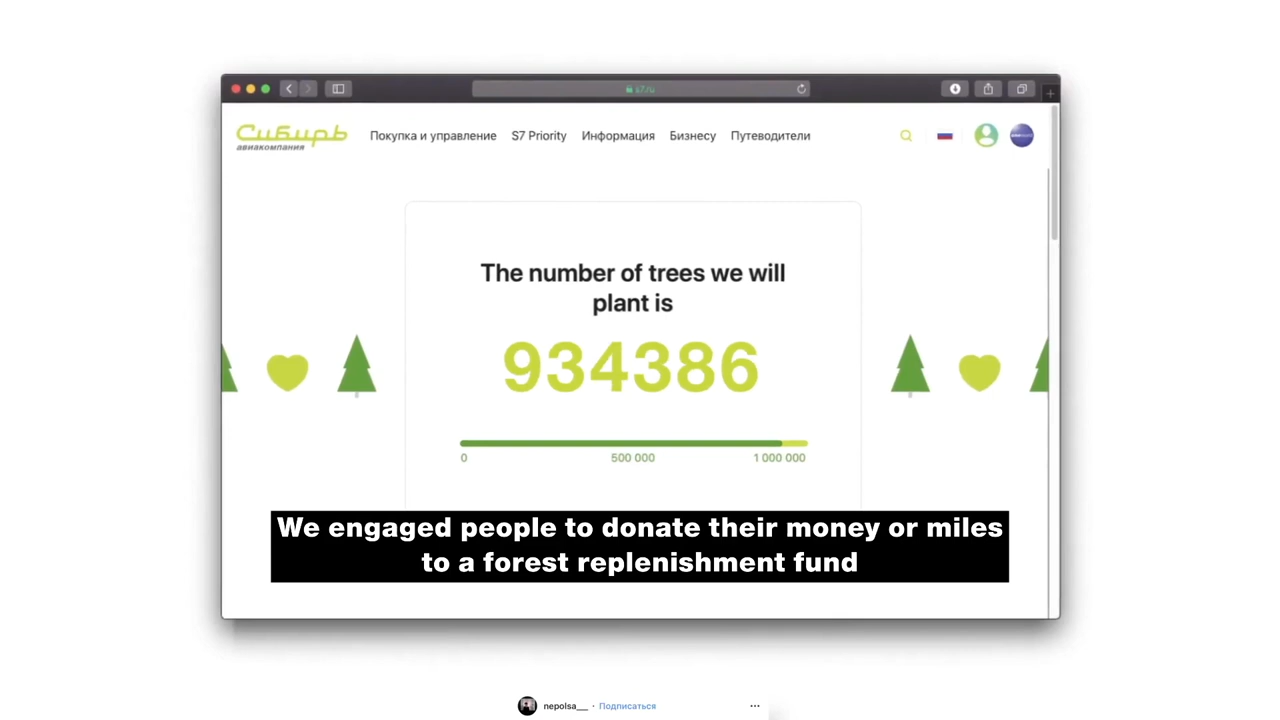 s7.ru
Сибирь
авиакомпания
Покупка и управление S7 Priority Информация Бизнесу Путеводители
The number of trees we will
plant is
934386
0 500 000 1 000 000
We engaged people to donate their money or miles
to a forest replenishment fund
nepolsa__ · Подписаться